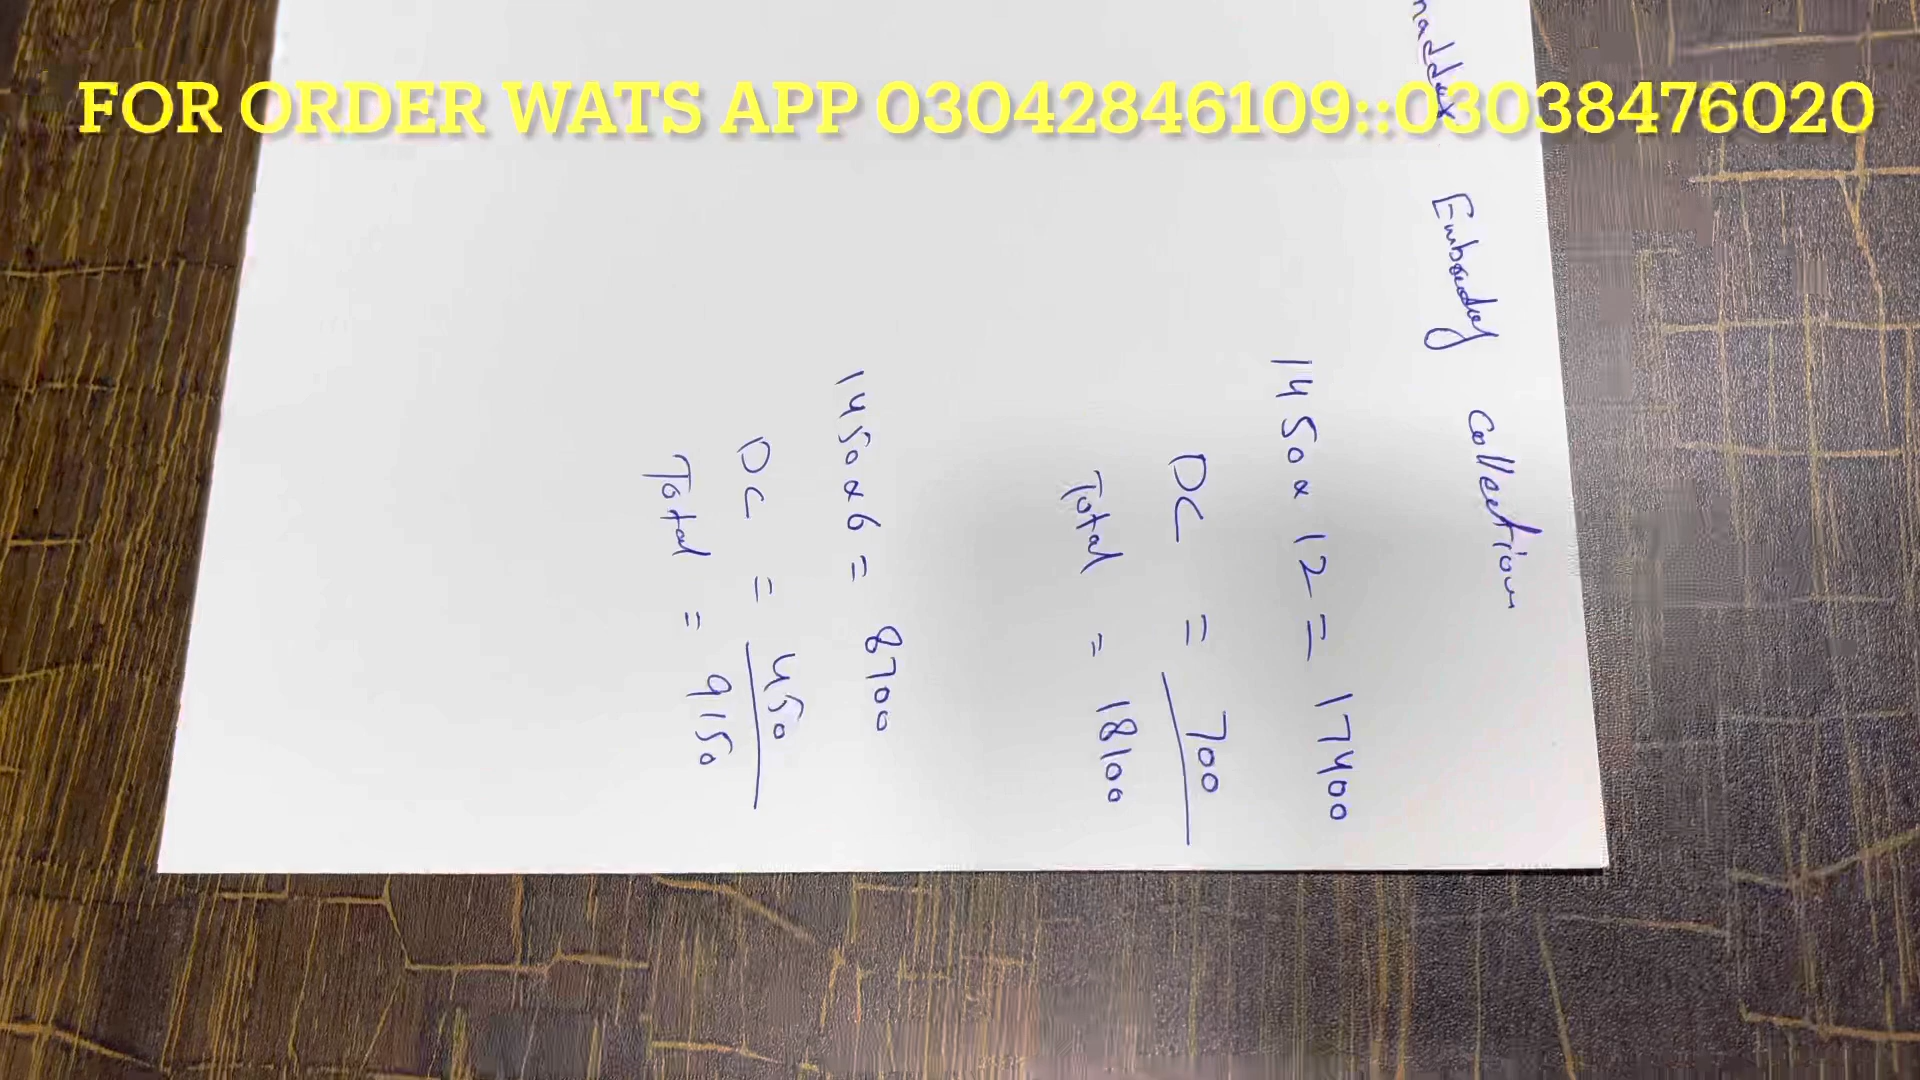 FOR ORDER WATS APP 03042846109::03038476020
Embrodey Collection
1450 x 12 = 17400
DC = 700
Total = 18100
1450 x 6 = 8700
DC = 450
Total = 9150